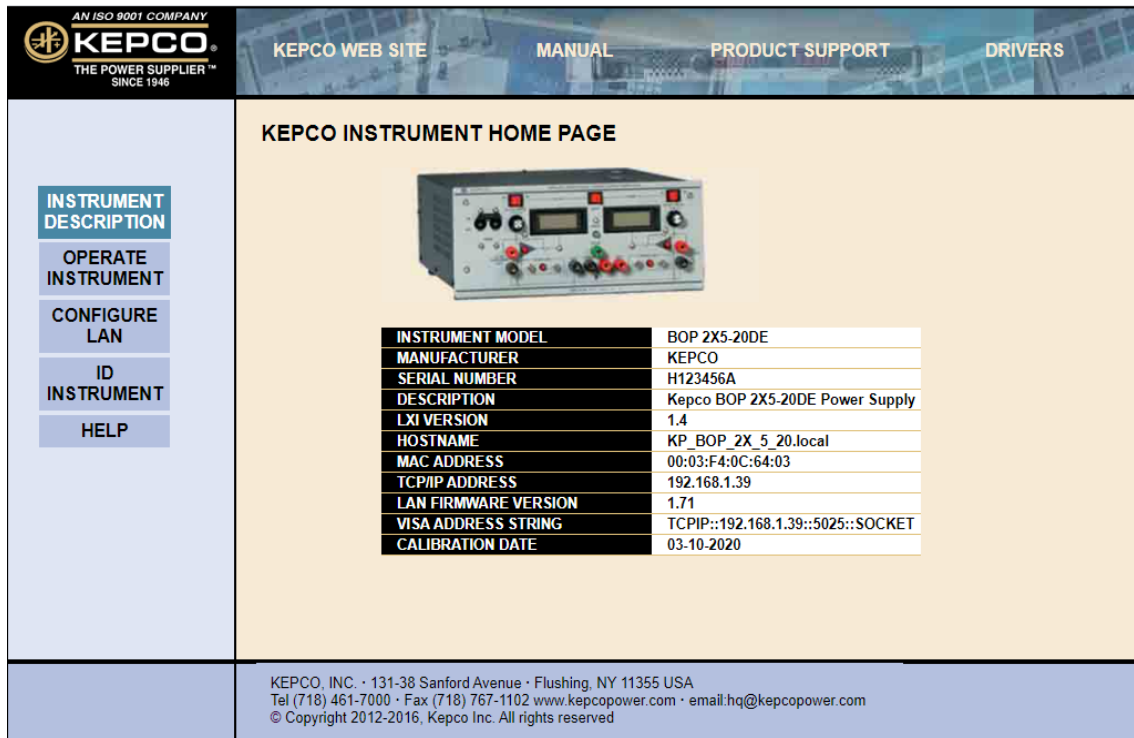 AN ISO 9001 COMPANY
KEPCO®
THE POWER SUPPLIER™
SINCE 1946
KEPCO WEB SITE MANUAL PRODUCT SUPPORT DRIVERS
KEPCO INSTRUMENT HOME PAGE
INSTRUMENT
DESCRIPTION
OPERATE
INSTRUMENT
CONFIGURE
LAN
ID
INSTRUMENT
HELP
INSTRUMENT MODEL BOP 2X5-20DE
MANUFACTURER KEPCO
SERIAL NUMBER H123456A
DESCRIPTION Kepco BOP 2X5-20DE Power Supply
LXI VERSION 1.4
HOSTNAME KP_BOP_2X_5_20.local
MAC ADDRESS 00:03:F4:0C:64:03
TCP/IP ADDRESS 192.168.1.39
LAN FIRMWARE VERSION 1.71
VISA ADDRESS STRING TCPIP::192.168.1.39::5025::SOCKET
CALIBRATION DATE 03-10-2020
KEPCO, INC. · 131-38 Sanford Avenue · Flushing, NY 11355 USA
Tel (718) 461-7000 · Fax (718) 767-1102 www.kepcopower.com · email:hq@kepcopower.com
© Copyright 2012-2016, Kepco Inc. All rights reserved